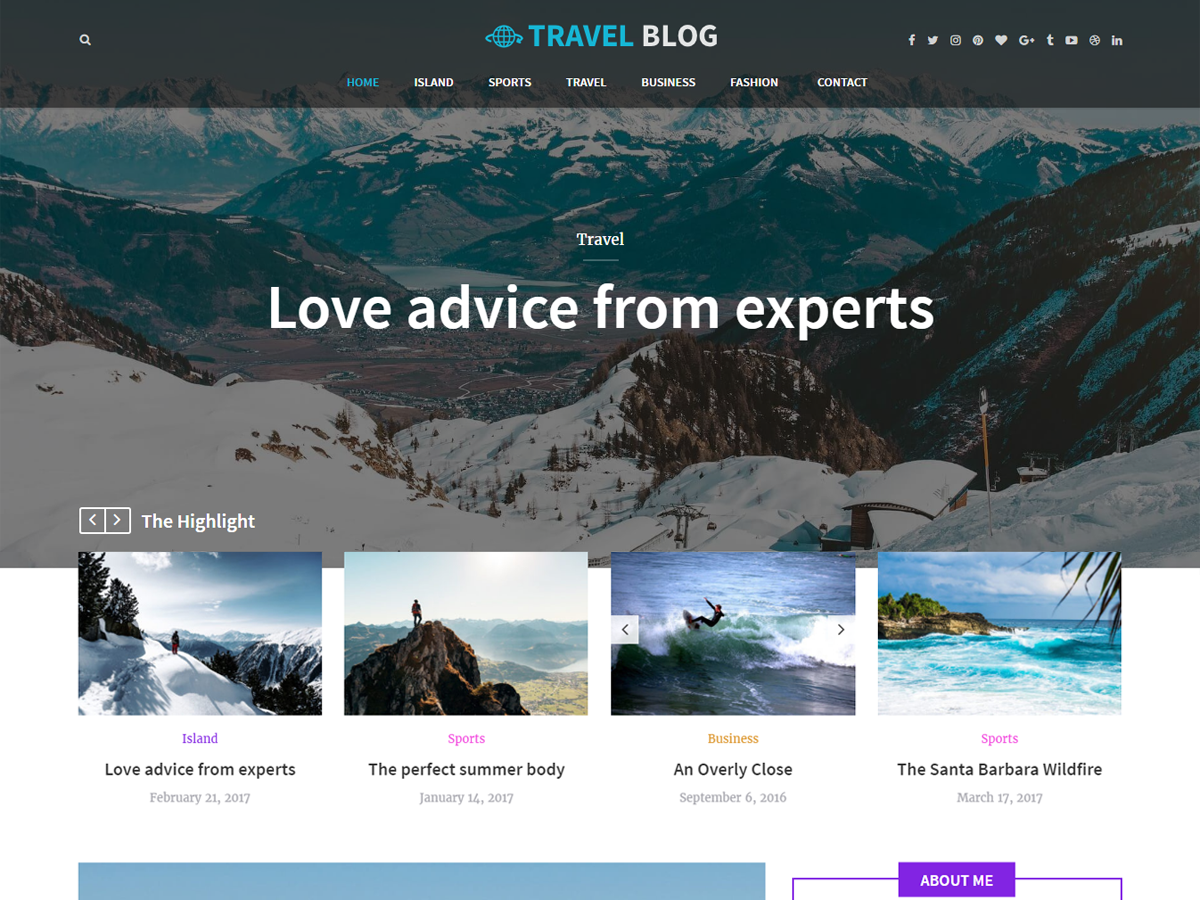 TRAVEL BLOG
HOME ISLAND SPORTS TRAVEL BUSINESS FASHION CONTACT
Travel
Love advice from experts
The Highlight
Island
Love advice from experts
February 21, 2017
Sports
The perfect summer body
January 14, 2017
Business
An Overly Close
September 6, 2016
Sports
The Santa Barbara Wildfire
March 17, 2017
ABOUT ME